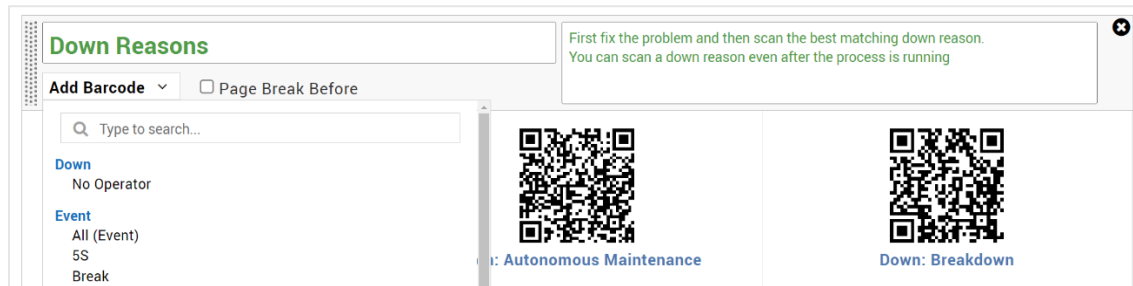 Down Reasons
First fix the problem and then scan the best matching down reason.
You can scan a down reason even after the process is running
Add Barcode
Page Break Before
Type to search...
Down
No Operator
Event
All (Event)
5S
Break
Autonomous Maintenance
Down: Breakdown